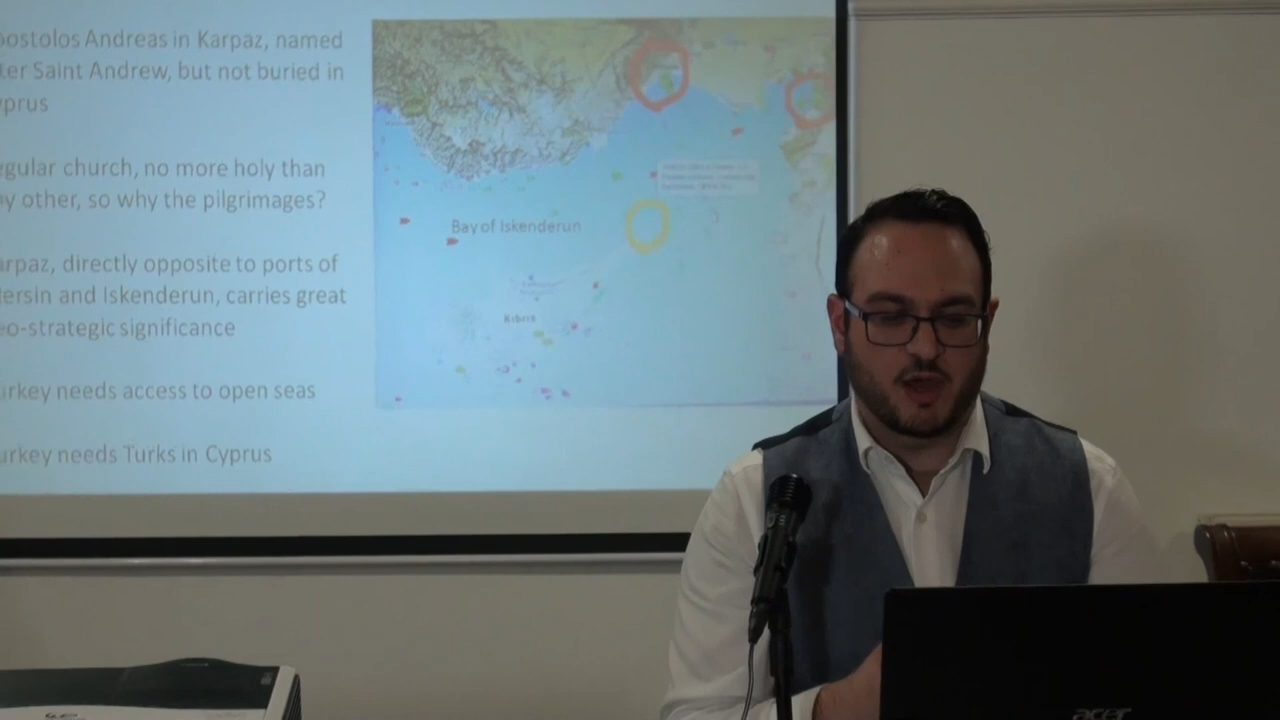 ostolos Andreas in Karpaz, named
ter Saint Andrew, but not buried in
yprus
egular church, no more holy than
y other, so why the pilgrimages?
arpaz, directly opposite to ports of
ersin and Iskenderun, carries great
eo-strategic significance
urkey needs access to open seas
urkey needs Turks in Cyprus
Bay of Iskenderun
Kıbrıs
acer